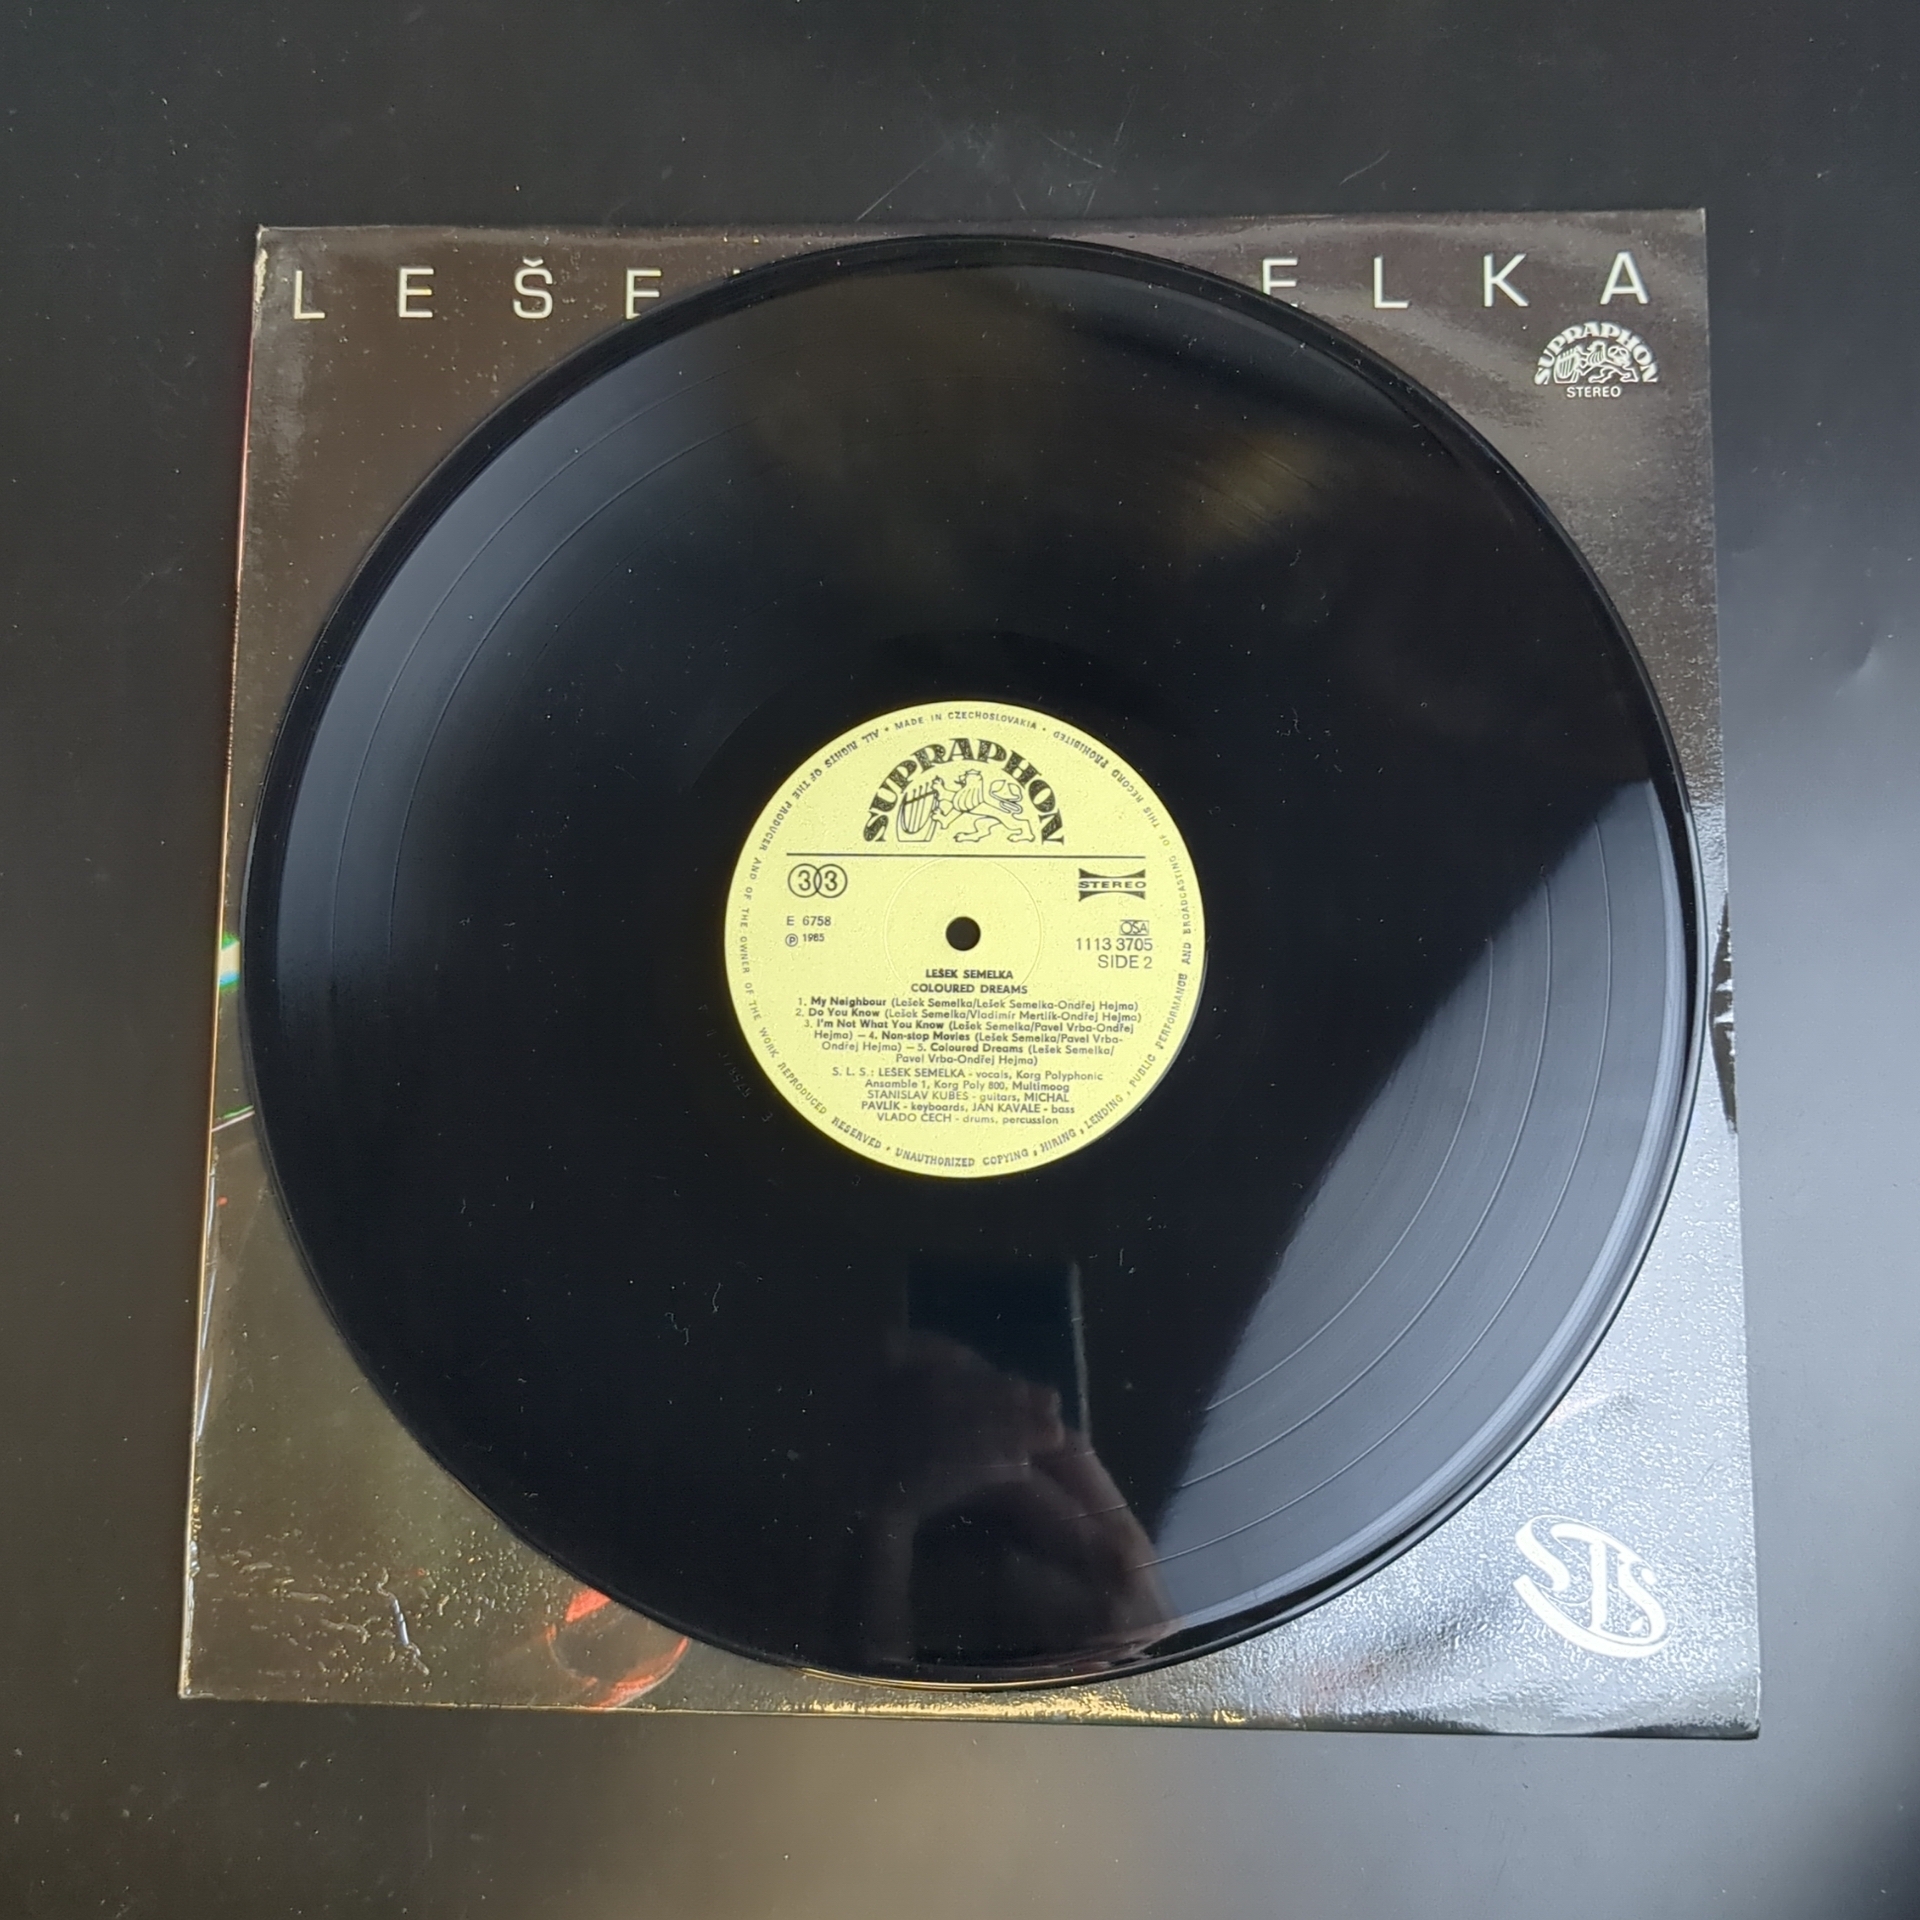 LEŠE
ELKA
SUPRAPHON
STEREO
MADE IN CZECHOSLOVAKIA • ALL RIGHTS OF THE PRODUCER AND OF THE OWNER OF THE WORK REPRODUCED RESERVED • UNAUTHORIZED COPYING, HIRING, LENDING, PUBLIC PERFORMANCE AND BROADCASTING OF THIS RECORD PROHIBITED •
SUPRAPHON
33
STEREO
E 6758
℗ 1985
OSA
1113 3705
SIDE 2
LEŠEK SEMELKA
COLOURED DREAMS
1. My Neighbour (Lešek Semelka/Lešek Semelka-Ondřej Hejma)
2. Do You Know (Lešek Semelka/Vladimír Mertlík-Ondřej Hejma)
3. I'm Not What You Know (Lešek Semelka/Pavel Vrba-Ondřej
Hejma) — 4. Non-stop Movies (Lešek Semelka/Pavel Vrba-
Ondřej Hejma) — 5. Coloured Dreams (Lešek Semelka/
Pavel Vrba-Ondřej Hejma)
S. L. S.: LEŠEK SEMELKA - vocals, Korg Polyphonic
Ansamble 1, Korg Poly 800, Multimoog
STANISLAV KUBEŠ - guitars, MICHAL
PAVLÍK - keyboards, JAN KAVALE - bass
VLADO ČECH - drums, percussion
SLS